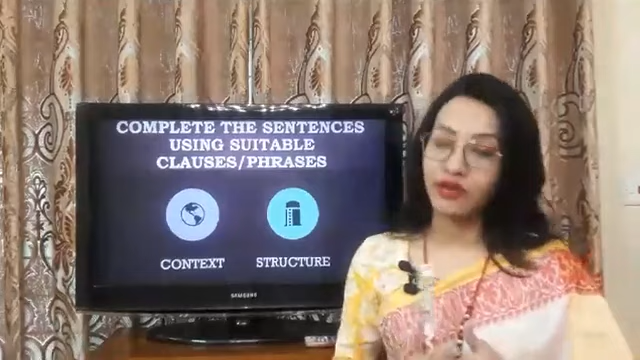 COMPLETE THE SENTENCES
USING SUITABLE
CLAUSES/PHRASES
CONTEXT
STRUCTURE
SAMSUNG